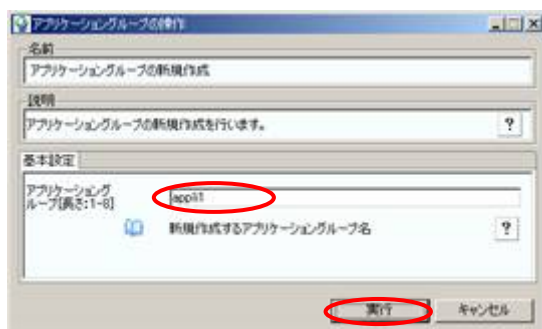 アプリケーショングループの操作
名前
アプリケーショングループの新規作成
説明
アプリケーショングループの新規作成を行います。
?
基本設定
アプリケーショング
ループ[長さ:1-8]
appli1
新規作成するアプリケーショングループ名
?
実行
キャンセル